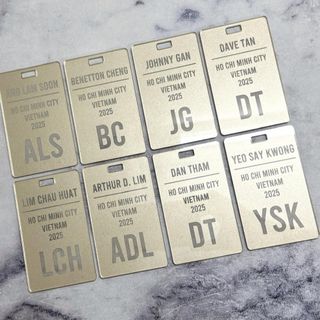 LAM SOON
HO CHI MINH CITY
VIETNAM
2025
ALS
BENETTON CHENG
HO CHI MINH CITY
VIETNAM
2025
BC
JOHNNY GAN
HO CHI MINH CITY
VIETNAM
2025
JG
DAVE TAN
HO CHI MINH CITY
VIETNAM
2025
DT
LIM CHAU HUAT
HO CHI MINH CITY
VIETNAM
2025
LCH
ARTHUR D. LIM
HO CHI MINH CITY
VIETNAM
2025
ADL
DAN THAM
HO CHI MINH CITY
VIETNAM
2025
DT
YEO SAY KWONG
HO CHI MINH CITY
VIETNAM
2025
YSK